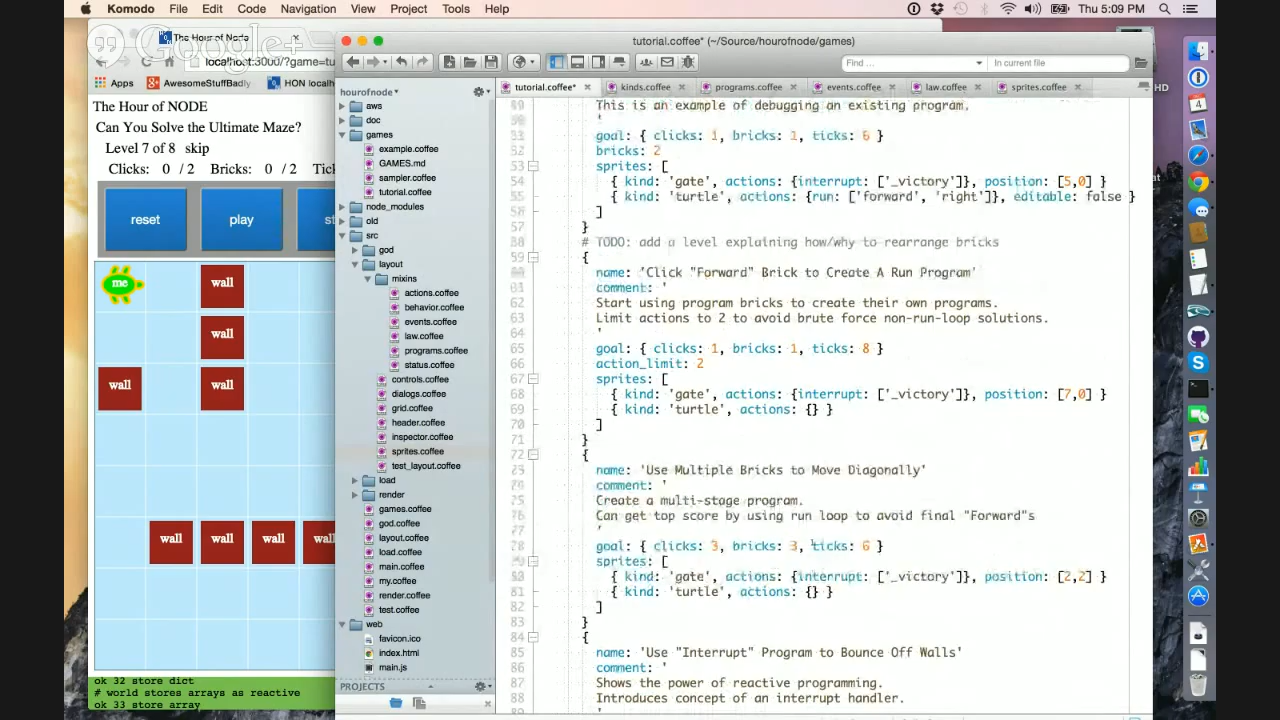 Komodo File Edit Code Navigation View Project Tools Help
Thu 5:09 PM
Google+
The Hour of Node
tutorial.coffee* (~/Source/hourofnode/games)
localhost:3000/?game=tu
Find ...
In current file
Apps AwesomeStuffBadly HON localh
hourofnode*
tutorial.coffee* kinds.coffee programs.coffee events.coffee law.coffee sprites.coffee
HD
The Hour of NODE
Can You Solve the Ultimate Maze?
Level 7 of 8 skip
Clicks: 0 / 2 Bricks: 0 / 2 Tick
reset
play
st
me
wall
wall
wall
wall
wall
wall
wall
wall
ok 32 store dict
# world stores arrays as reactive
ok 33 store array
aws
doc
games
example.coffee
GAMES.md
sampler.coffee
tutorial.coffee
node_modules
old
src
god
layout
mixins
actions.coffee
behavior.coffee
events.coffee
law.coffee
programs.coffee
status.coffee
controls.coffee
dialogs.coffee
grid.coffee
header.coffee
inspector.coffee
sprites.coffee
test_layout.coffee
load
render
games.coffee
god.coffee
layout.coffee
load.coffee
main.coffee
my.coffee
render.coffee
test.coffee
web
favicon.ico
index.html
main.js
PROJECTS
This is an example of debugging an existing program.
'
goal: { clicks: 1, bricks: 1, ticks: 6 }
bricks: 2
sprites: [
{ kind: 'gate', actions: {interrupt: ['_victory']}, position: [5,0] }
{ kind: 'turtle', actions: {run: ['forward', 'right']}, editable: false }
]
}
# TODO: add a level explaining how/why to rearrange bricks
{
name: 'Click "Forward" Brick to Create A Run Program'
comment: '
Start using program bricks to create their own programs.
Limit actions to 2 to avoid brute force non-run-loop solutions.
'
goal: { clicks: 1, bricks: 1, ticks: 8 }
action_limit: 2
sprites: [
{ kind: 'gate', actions: {interrupt: ['_victory']}, position: [7,0] }
{ kind: 'turtle', actions: {} }
]
}
{
name: 'Use Multiple Bricks to Move Diagonally'
comment: '
Create a multi-stage program.
Can get top score by using run loop to avoid final "Forward"s
'
goal: { clicks: 3, bricks: 3, ticks: 6 }
sprites: [
{ kind: 'gate', actions: {interrupt: ['_victory']}, position: [2,2] }
{ kind: 'turtle', actions: {} }
]
}
{
name: 'Use "Interrupt" Program to Bounce Off Walls'
comment: '
Shows the power of reactive programming.
Introduces concept of an interrupt handler.
'